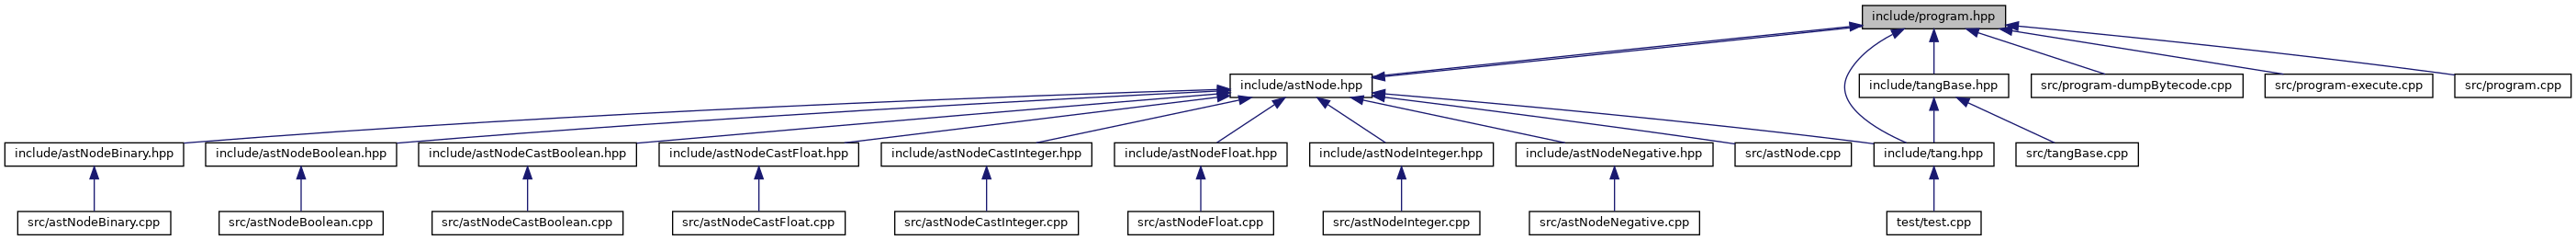 include/program.hpp
include/astNode.hpp
include/tangBase.hpp
src/program-dumpBytecode.cpp
src/program-execute.cpp
src/program.cpp
include/astNodeBinary.hpp
include/astNodeBoolean.hpp
include/astNodeCastBoolean.hpp
include/astNodeCastFloat.hpp
include/astNodeCastInteger.hpp
include/astNodeFloat.hpp
include/astNodeInteger.hpp
include/astNodeNegative.hpp
src/astNode.cpp
include/tang.hpp
src/tangBase.cpp
src/astNodeBinary.cpp
src/astNodeBoolean.cpp
src/astNodeCastBoolean.cpp
src/astNodeCastFloat.cpp
src/astNodeCastInteger.cpp
src/astNodeFloat.cpp
src/astNodeInteger.cpp
src/astNodeNegative.cpp
test/test.cpp